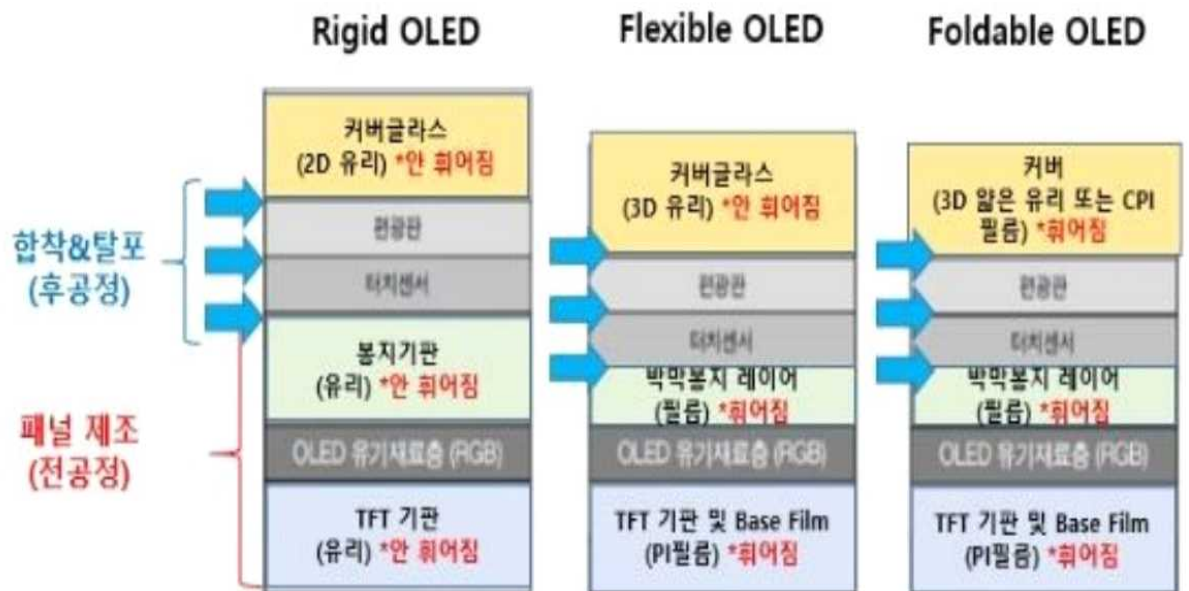 Rigid OLED
Flexible OLED
Foldable OLED
합착&탈포
(후공정)
패널 제조
(전공정)
커버글라스
(2D 유리) *안 휘어짐
편광판
터치센서
봉지기판
(유리) *안 휘어짐
OLED 유기재료층 (RGB)
TFT 기판
(유리) *안 휘어짐
커버글라스
(3D 유리) *안 휘어짐
편광판
터치센서
박막봉지 레이어
(필름) *휘어짐
OLED 유기재료층 (RGB)
TFT 기판 및 Base Film
(PI필름) *휘어짐
커버
(3D 얇은 유리 또는 CPI
필름) *휘어짐
편광판
터치센서
박막봉지 레이어
(필름) *휘어짐
OLED 유기재료층 (RGB)
TFT 기판 및 Base Film
(PI필름) *휘어짐